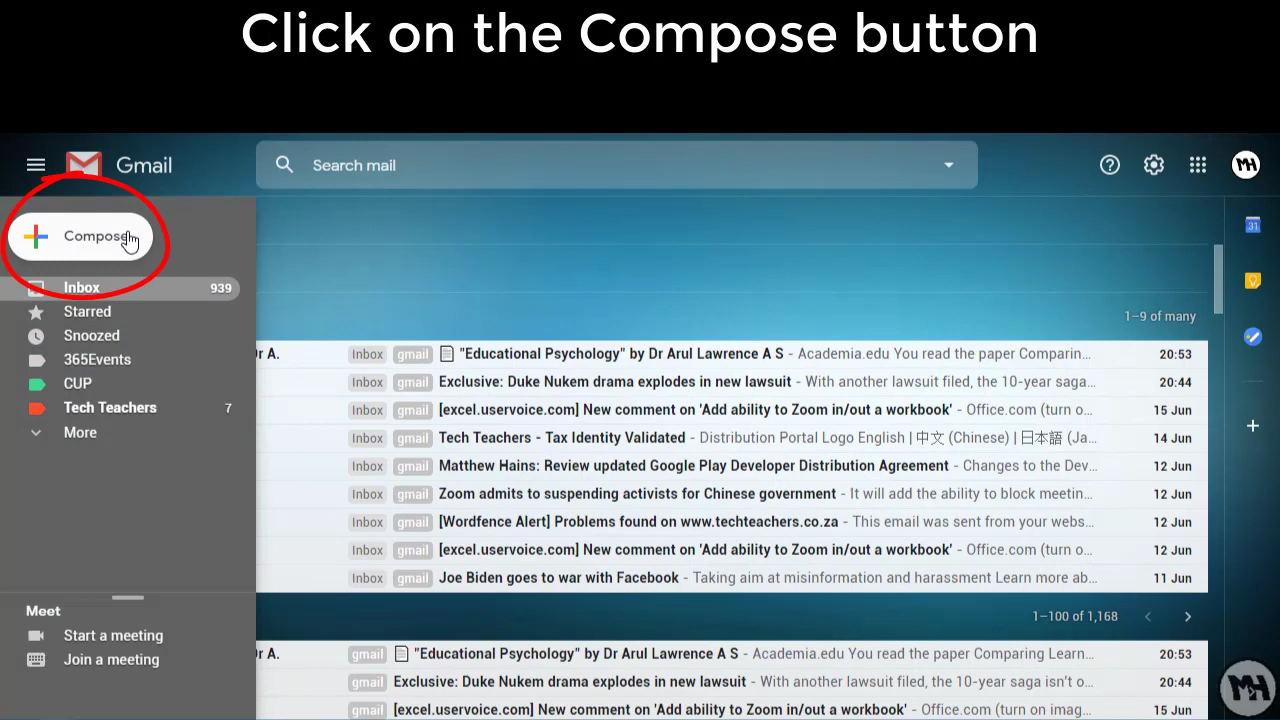 Click on the Compose button
Gmail
Search mail
MH
Compose
Inbox 939
Starred
Snoozed
365Events
CUP
Tech Teachers 7
More
Meet
Start a meeting
Join a meeting
31
1–9 of many
Dr A. Inbox gmail "Educational Psychology" by Dr Arul Lawrence A S - Academia.edu You read the paper Comparin… 20:53
Inbox gmail Exclusive: Duke Nukem drama explodes in new lawsuit - With another lawsuit filed, the 10-year saga… 20:44
Inbox gmail [excel.uservoice.com] New comment on 'Add ability to Zoom in/out a workbook' - Office.com (turn o… 15 Jun
Inbox gmail Tech Teachers - Tax Identity Validated - Distribution Portal Logo English | 中文 (Chinese) | 日本語 (Ja… 14 Jun
Inbox gmail Matthew Hains: Review updated Google Play Developer Distribution Agreement - Changes to the Dev… 12 Jun
Inbox gmail Zoom admits to suspending activists for Chinese government - It will add the ability to block meetin… 12 Jun
Inbox gmail [Wordfence Alert] Problems found on www.techteachers.co.za - This email was sent from your webs… 12 Jun
Inbox gmail [excel.uservoice.com] New comment on 'Add ability to Zoom in/out a workbook' - Office.com (turn o… 12 Jun
Inbox gmail Joe Biden goes to war with Facebook - Taking aim at misinformation and harassment Learn more ab… 11 Jun
1–100 of 1,168
Dr A. gmail "Educational Psychology" by Dr Arul Lawrence A S - Academia.edu You read the paper Comparing Learn… 20:53
gmail Exclusive: Duke Nukem drama explodes in new lawsuit - With another lawsuit filed, the 10-year saga isn't o… 20:44
gmail [excel.uservoice.com] New comment on 'Add ability to Zoom in/out a workbook' - Office.com (turn on imag… 15 Jun
MH